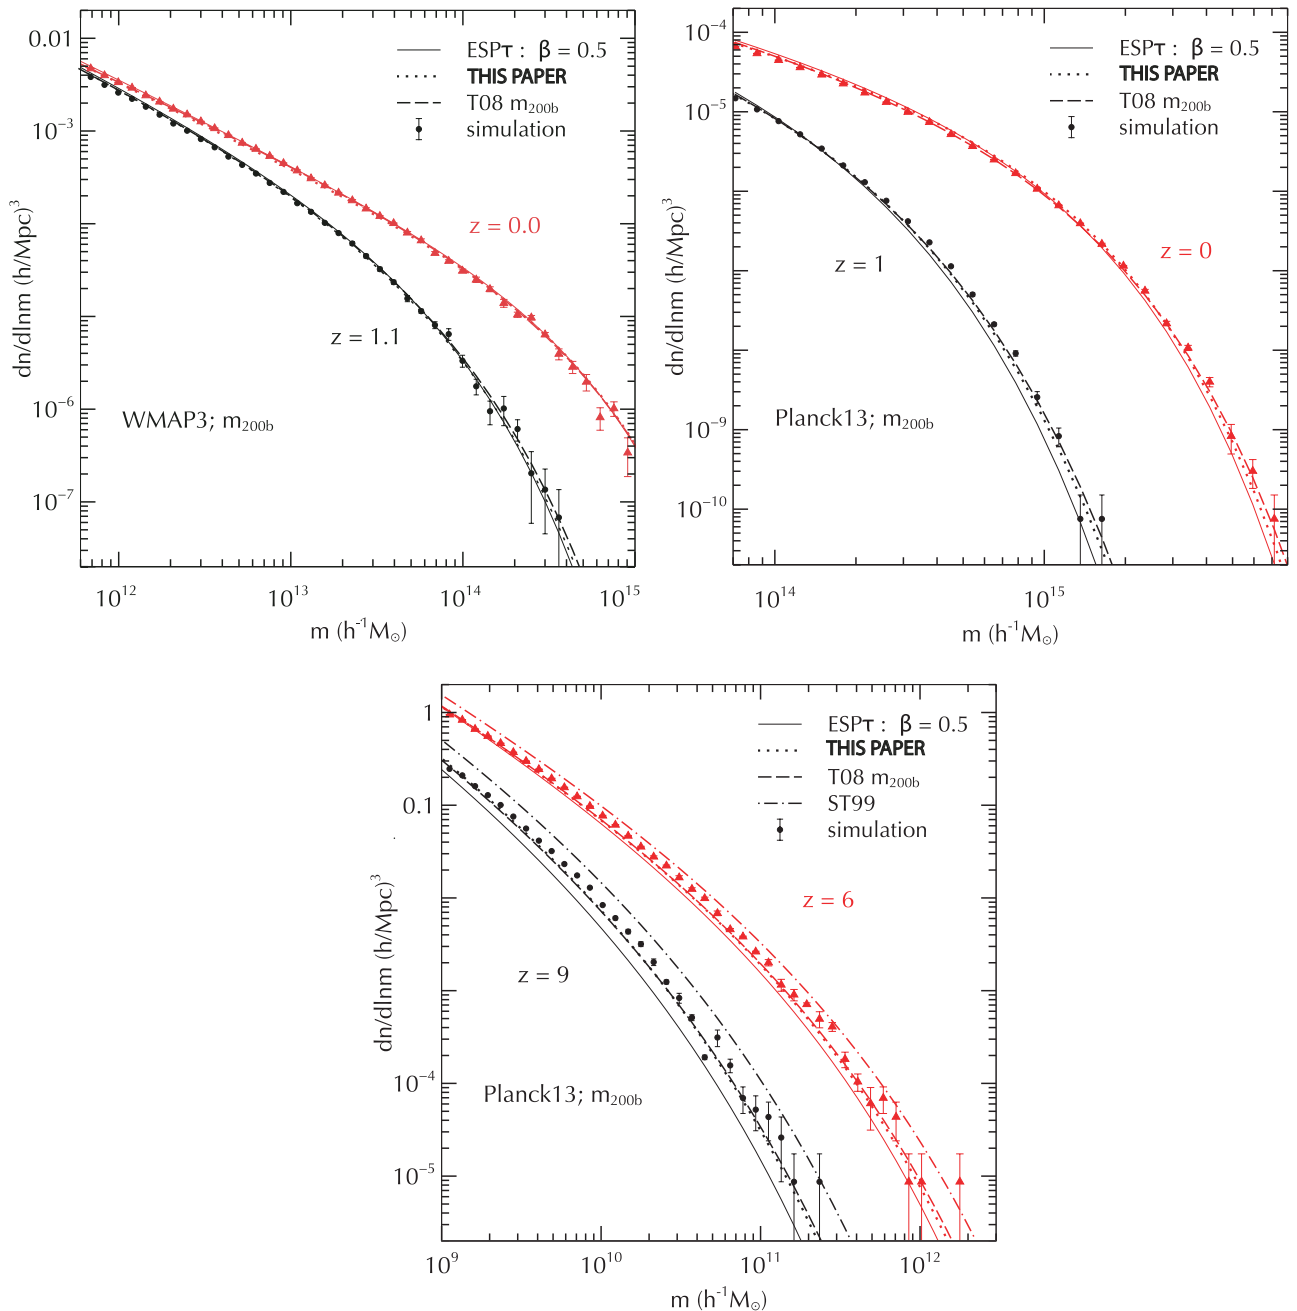 ESPτ : β = 0.5
THIS PAPER
T08 m₂₀₀b
simulation
0.01
10⁻³
10⁻⁶
10⁻⁷
dn/dlnm (h/Mpc)³
z = 0.0
z = 1.1
WMAP3; m₂₀₀b
10¹² 10¹³ 10¹⁴ 10¹⁵
m (h⁻¹M☉)
ESPτ : β = 0.5
THIS PAPER
T08 m₂₀₀b
simulation
10⁻⁴
10⁻⁵
10⁻⁹
10⁻¹⁰
dn/dlnm (h/Mpc)³
z = 0
z = 1
Planck13; m₂₀₀b
10¹⁴ 10¹⁵
m (h⁻¹M☉)
ESPτ : β = 0.5
THIS PAPER
T08 m₂₀₀b
ST99
simulation
1
0.1
10⁻⁴
10⁻⁵
dn/dlnm (h/Mpc)³
z = 6
z = 9
Planck13; m₂₀₀b
10⁹ 10¹⁰ 10¹¹ 10¹²
m (h⁻¹M☉)